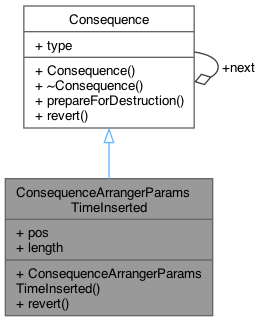 Consequence
+ type
+ Consequence()
+ ~Consequence()
+ prepareForDestruction()
+ revert()
+next
ConsequenceArrangerParams
TimeInserted
+ pos
+ length
+ ConsequenceArrangerParams
TimeInserted()
+ revert()